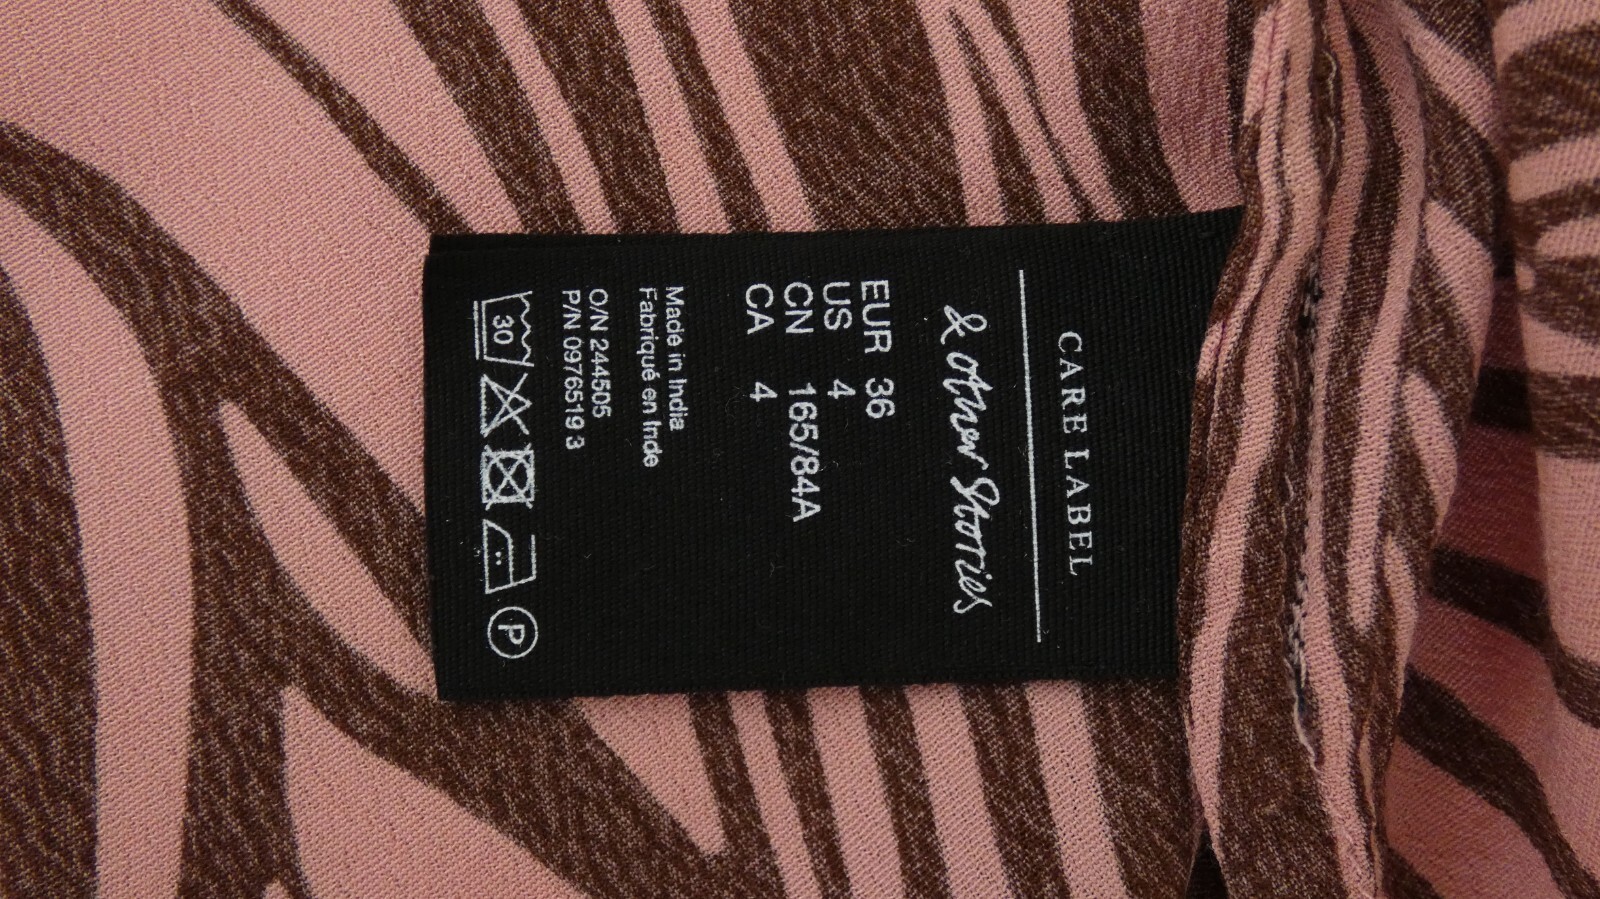 CARE LABEL
& Other Stories
EUR 36
US 4
CN 165/84A
CA 4
Made in India
Fabriqué en Inde
O/N 244505
P/N 0976519 3
30
P